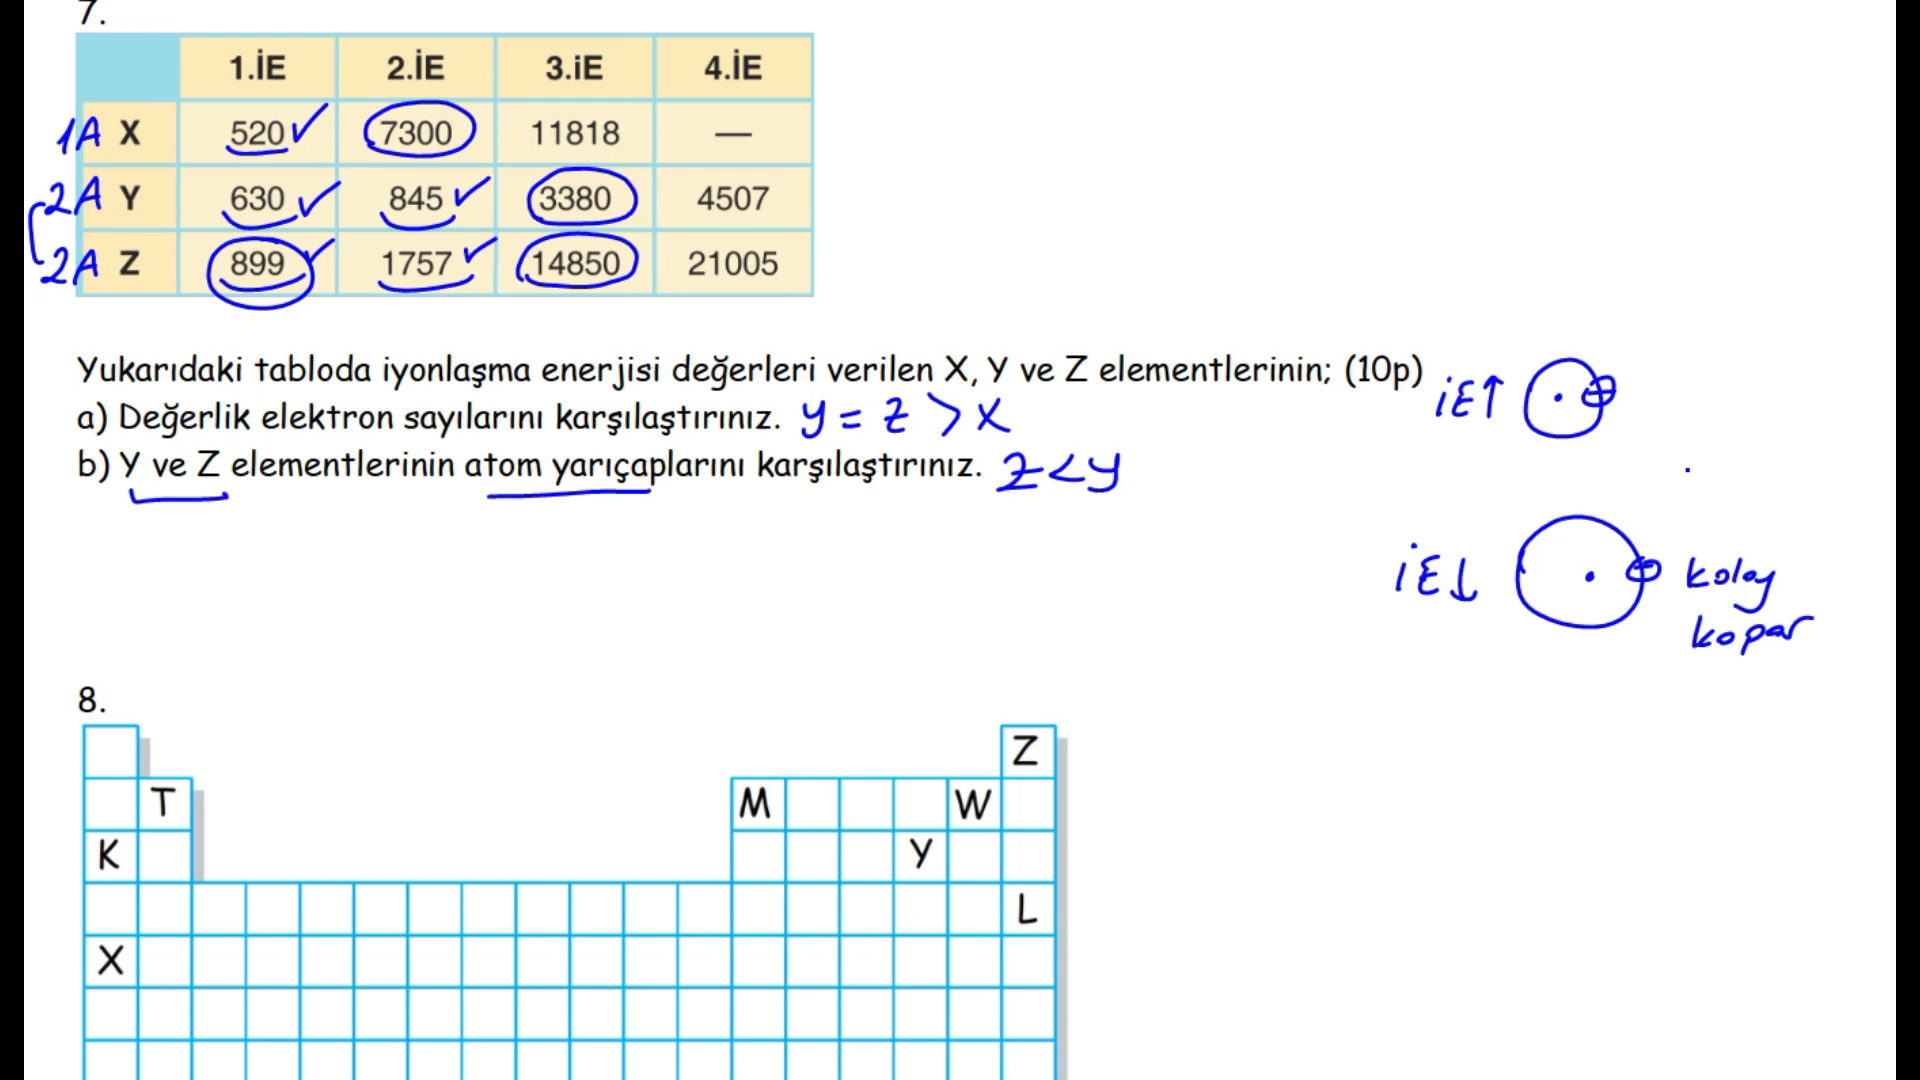 7.
1.İE 2.İE 3.iE 4.İE
1A X 520 ✓ 7300 11818 —
2A Y 630 ✓ 845 ✓ 3380 4507
2A Z 899 ✓ 1757 ✓ 14850 21005
Yukarıdaki tabloda iyonlaşma enerjisi değerleri verilen X, Y ve Z elementlerinin; (10p)
iE↑
a) Değerlik elektron sayılarını karşılaştırınız. y = z > x
b) Y ve Z elementlerinin atom yarıçaplarını karşılaştırınız. z < y
iE↓ kolay
kopar
8.
Z
T M W
K Y
L
X